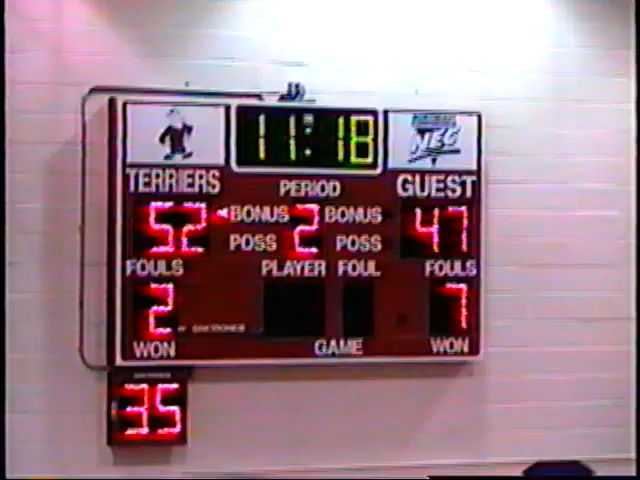 11:18
NEC
TERRIERS PERIOD GUEST
52 BONUS 2 BONUS 47
POSS POSS
FOULS PLAYER FOUL FOULS
2 7
WON GAME WON
35